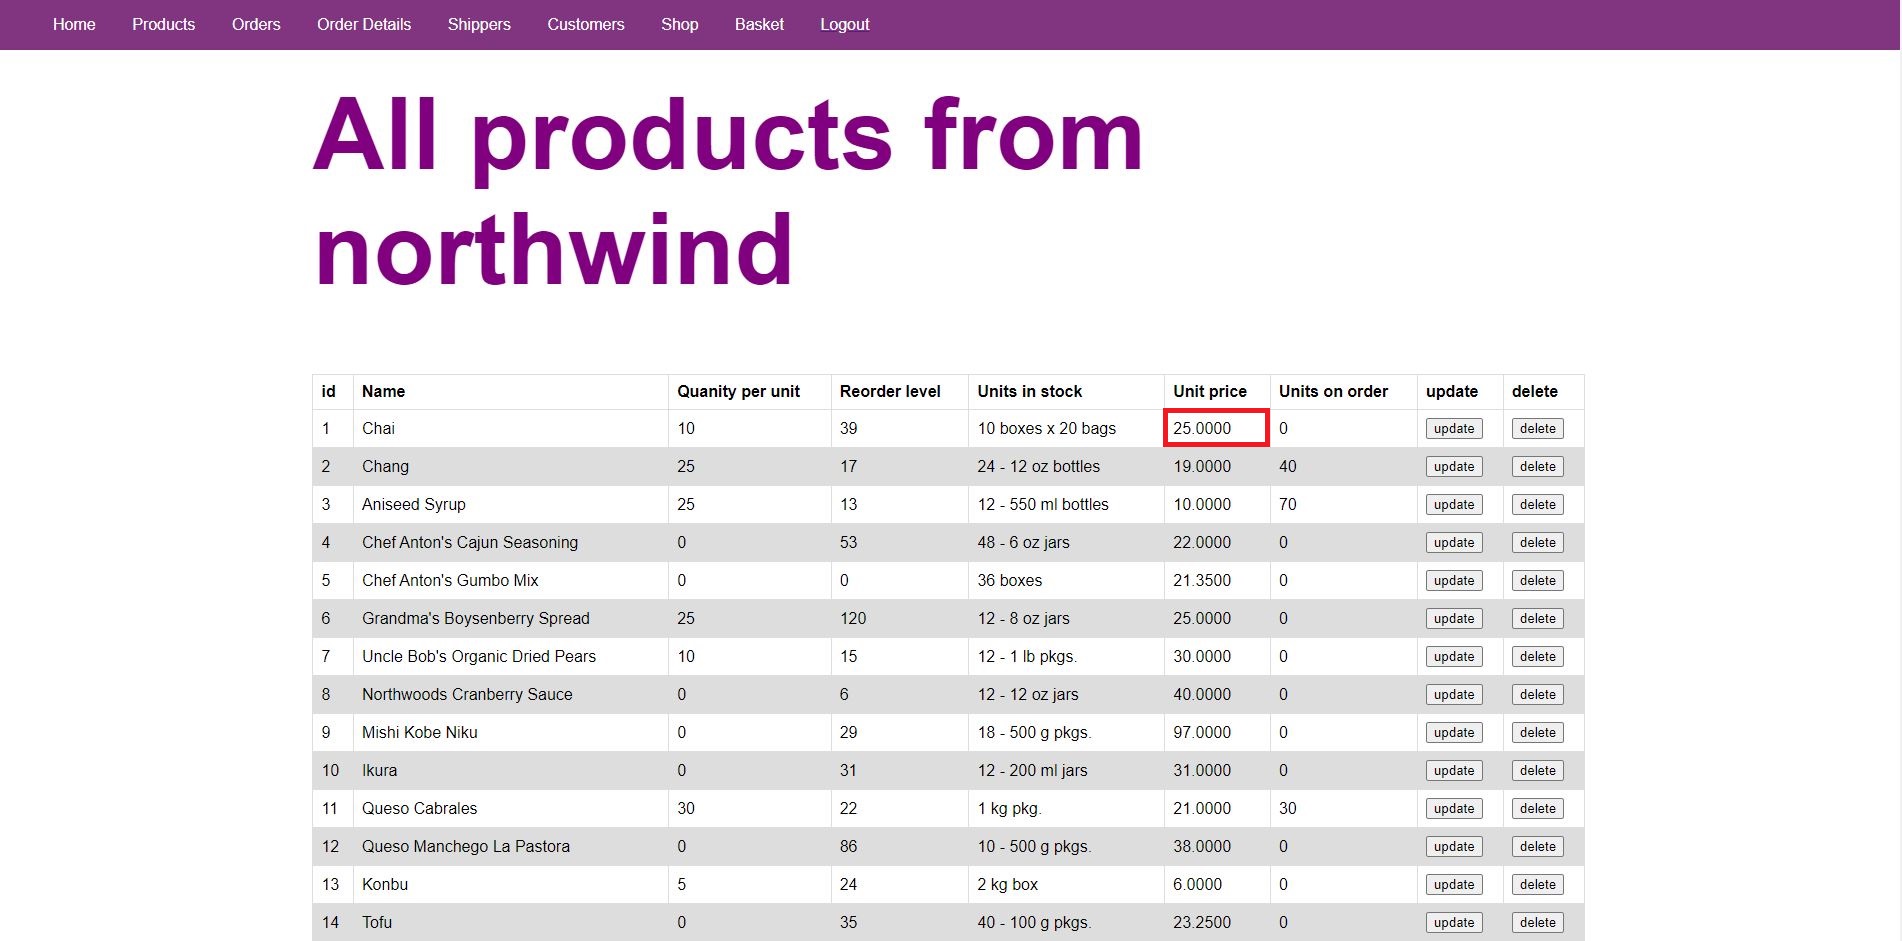 Home Products Orders Order Details Shippers Customers Shop Basket Logout
All products from
northwind
id Name Quanity per unit Reorder level Units in stock Unit price Units on order update delete
1 Chai 10 39 10 boxes x 20 bags 25.0000 0 update delete
2 Chang 25 17 24 - 12 oz bottles 19.0000 40 update delete
3 Aniseed Syrup 25 13 12 - 550 ml bottles 10.0000 70 update delete
4 Chef Anton's Cajun Seasoning 0 53 48 - 6 oz jars 22.0000 0 update delete
5 Chef Anton's Gumbo Mix 0 0 36 boxes 21.3500 0 update delete
6 Grandma's Boysenberry Spread 25 120 12 - 8 oz jars 25.0000 0 update delete
7 Uncle Bob's Organic Dried Pears 10 15 12 - 1 lb pkgs. 30.0000 0 update delete
8 Northwoods Cranberry Sauce 0 6 12 - 12 oz jars 40.0000 0 update delete
9 Mishi Kobe Niku 0 29 18 - 500 g pkgs. 97.0000 0 update delete
10 Ikura 0 31 12 - 200 ml jars 31.0000 0 update delete
11 Queso Cabrales 30 22 1 kg pkg. 21.0000 30 update delete
12 Queso Manchego La Pastora 0 86 10 - 500 g pkgs. 38.0000 0 update delete
13 Konbu 5 24 2 kg box 6.0000 0 update delete
14 Tofu 0 35 40 - 100 g pkgs. 23.2500 0 update delete